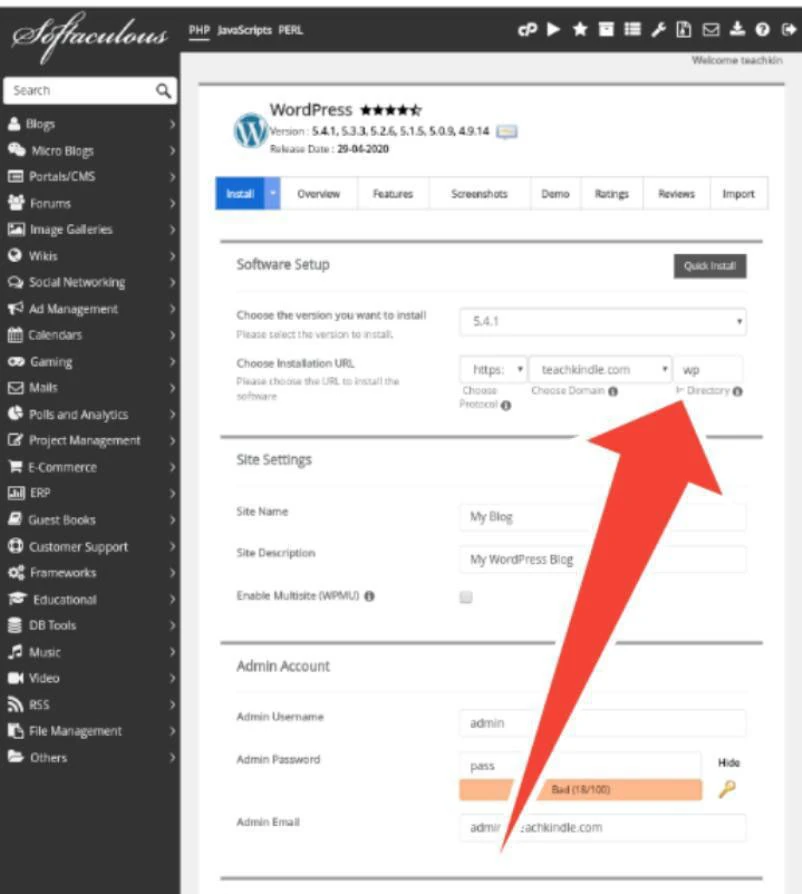 Softaculous
PHP JavaScripts PERL
Welcome teachkin
Search
Blogs
Micro Blogs
Portals/CMS
Forums
Image Galleries
Wikis
Social Networking
Ad Management
Calendars
Gaming
Mails
Polls and Analytics
Project Management
E-Commerce
ERP
Guest Books
Customer Support
Frameworks
Educational
DB Tools
Music
Video
RSS
File Management
Others
WordPress
Version : 5.4.1, 5.3.3, 5.2.6, 5.1.5, 5.0.9, 4.9.14
Release Date : 29-04-2020
Install Overview Features Screenshots Demo Ratings Reviews Import
Software Setup
Quick Install
Choose the version you want to install
Please select the version to install.
5.4.1
Choose Installation URL
Please choose the URL to install the
software
https: teachkindle.com wp
Choose
Protocol
Choose Domain
In Directory
Site Settings
Site Name
My Blog
Site Description
My WordPress Blog
Enable Multisite (WPMU)
Admin Account
Admin Username
admin
Admin Password
pass
Hide
Bad (18/100)
Admin Email
admin teachkindle.com